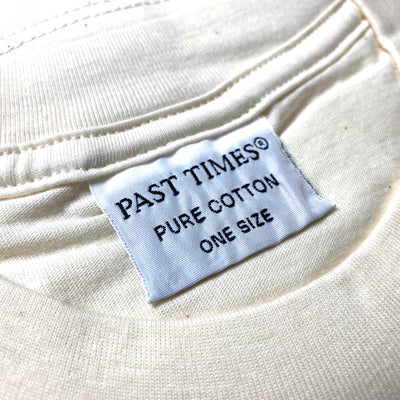 PAST TIMES®
PURE COTTON
ONE SIZE